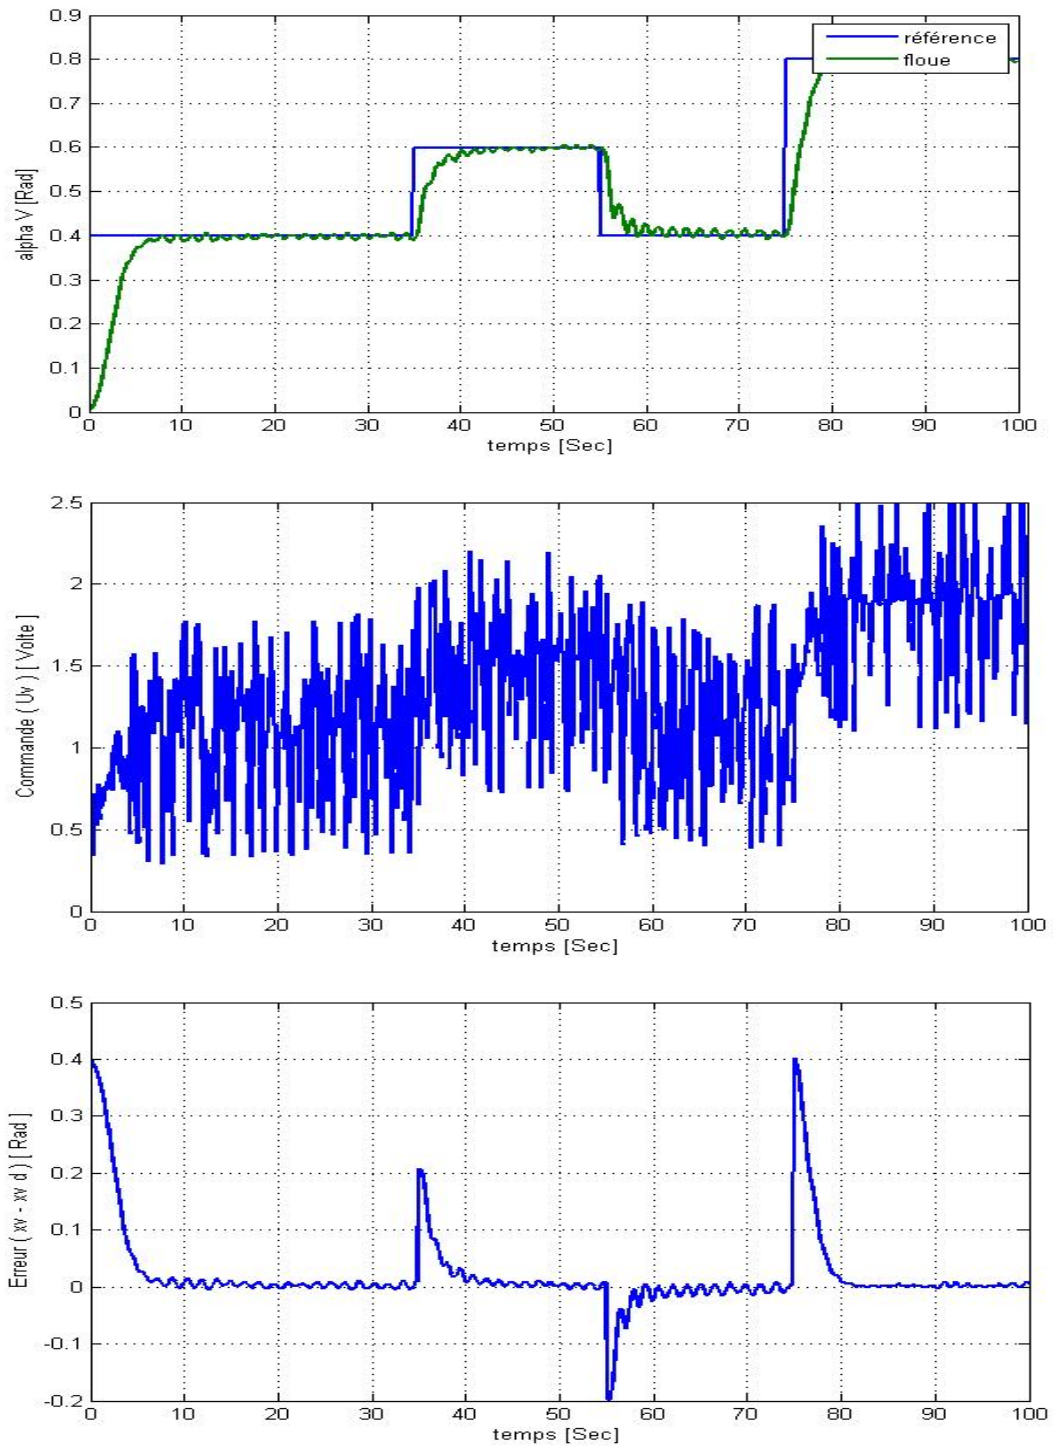 0.9
0.8
0.7
0.6
0.5
0.4
0.3
0.2
0.1
0
alpha V [Rad]
référence
floue
0 10 20 30 40 50 60 70 80 90 100
temps [Sec]
2.5
2
1.5
1
0.5
0
Commande ( Uv ) [ Volte ]
0 10 20 30 40 50 60 70 80 90 100
temps [Sec]
0.5
0.4
0.3
0.2
0.1
0
-0.1
-0.2
Erreur ( xv - xv d ) [ Rad ]
0 10 20 30 40 50 60 70 80 90 100
temps [Sec]